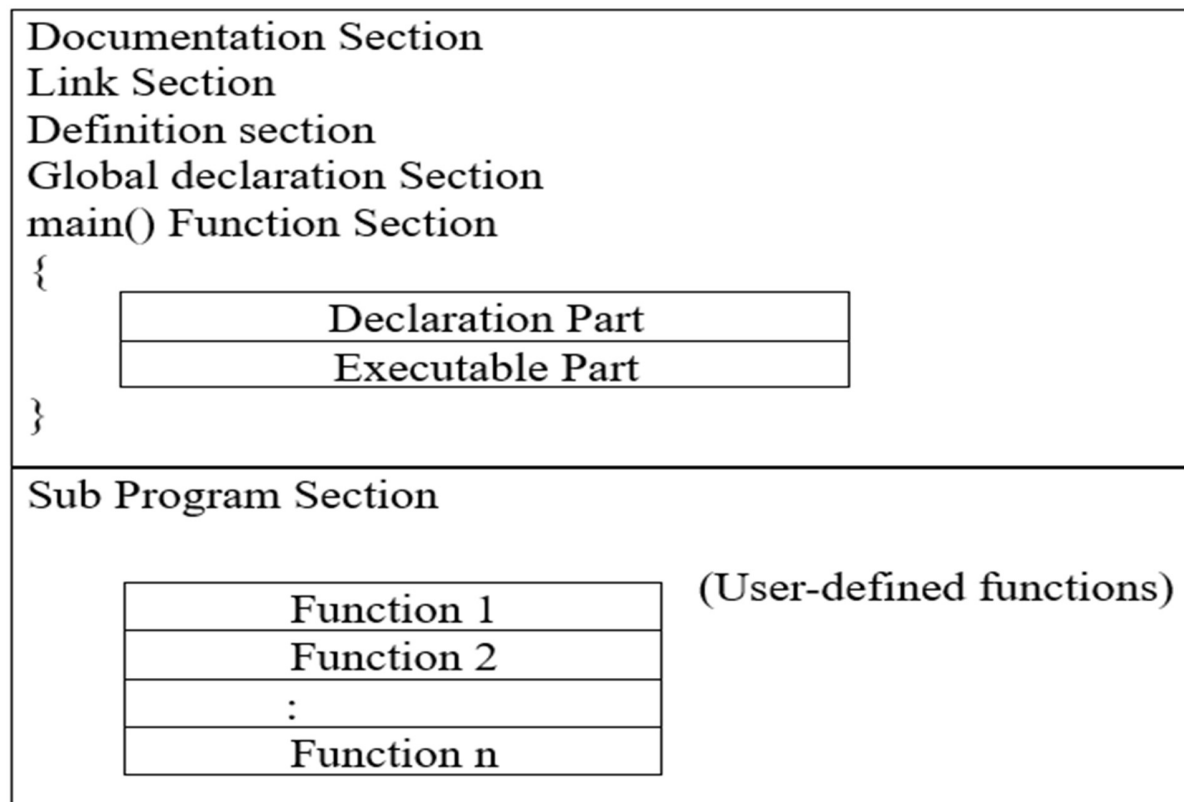 Documentation Section
Link Section
Definition section
Global declaration Section
main() Function Section
{
Declaration Part
Executable Part
}
Sub Program Section
(User-defined functions)
Function 1
Function 2
:
Function n